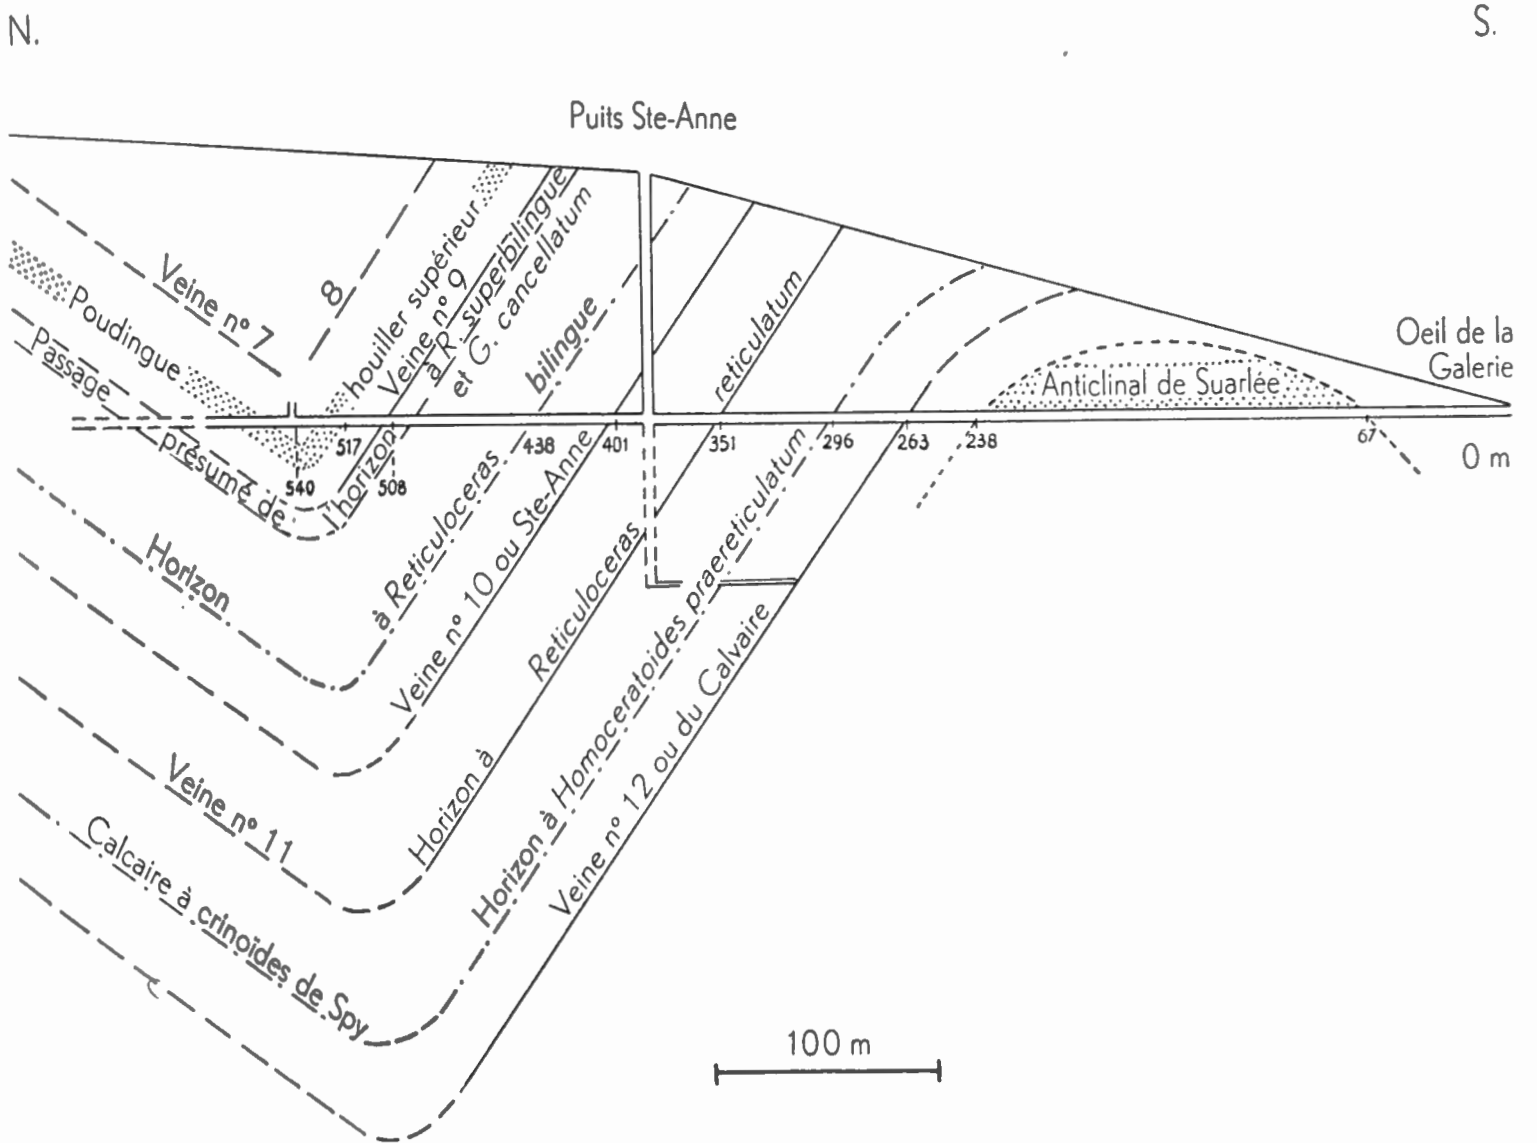 N.
S.
Puits Ste-Anne
Veine n° 7
8
Poudingue
houiller supérieur
Veine n° 9
Passage
présumé de
l'horizon
à R. superbilingue
et G. cancellatum
bilingue
reticulatum
Oeil de la
Galerie
Anticlinal de Suarlée
517
540
508
438
401
351
296
263
238
67
0 m
Horizon
à Reticuloceras
Veine n° 10 ou Ste-Anne
Horizon à
Reticuloceras
Veine n° 11
Horizon à Homoceratoides praereticulatum
Calcaire à crinoïdes de Spy
Veine n° 12 ou du Calvaire
100 m